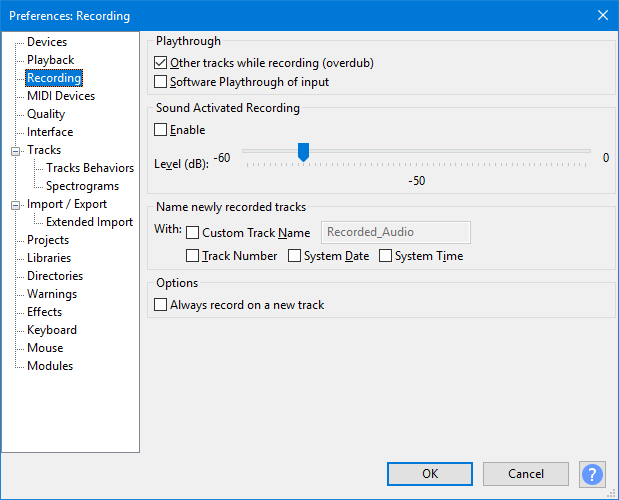 Preferences: Recording
Devices
Playback
Recording
MIDI Devices
Quality
Interface
Tracks
Tracks Behaviors
Spectrograms
Import / Export
Extended Import
Projects
Libraries
Directories
Warnings
Effects
Keyboard
Mouse
Modules
Playthrough
Other tracks while recording (overdub)
Software Playthrough of input
Sound Activated Recording
Enable
Level (dB): -60 0
-50
Name newly recorded tracks
With: Custom Track Name Recorded_Audio
Track Number System Date System Time
Options
Always record on a new track
OK Cancel ?